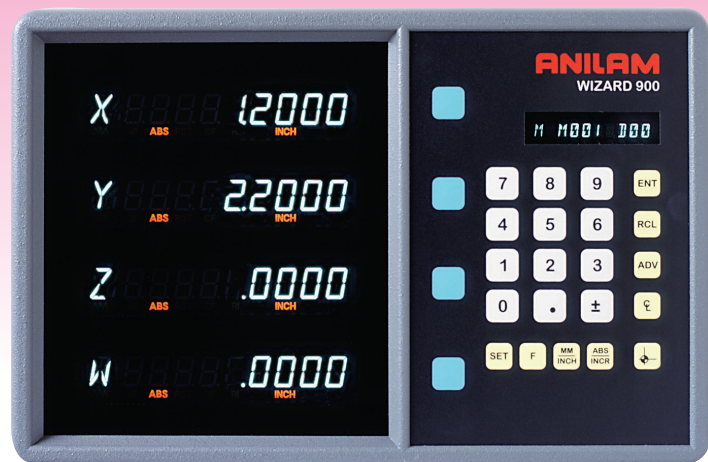 X 1.2000
ABS INCH
Y 2.2000
ABS INCH
Z .0000
ABS INCH
W .0000
ABS INCH
ANILAM
WIZARD 900
M M001 D00
7 8 9 ENT
4 5 6 RCL
1 2 3 ADV
0 . ± ℄
SET F MM INCH ABS INCR